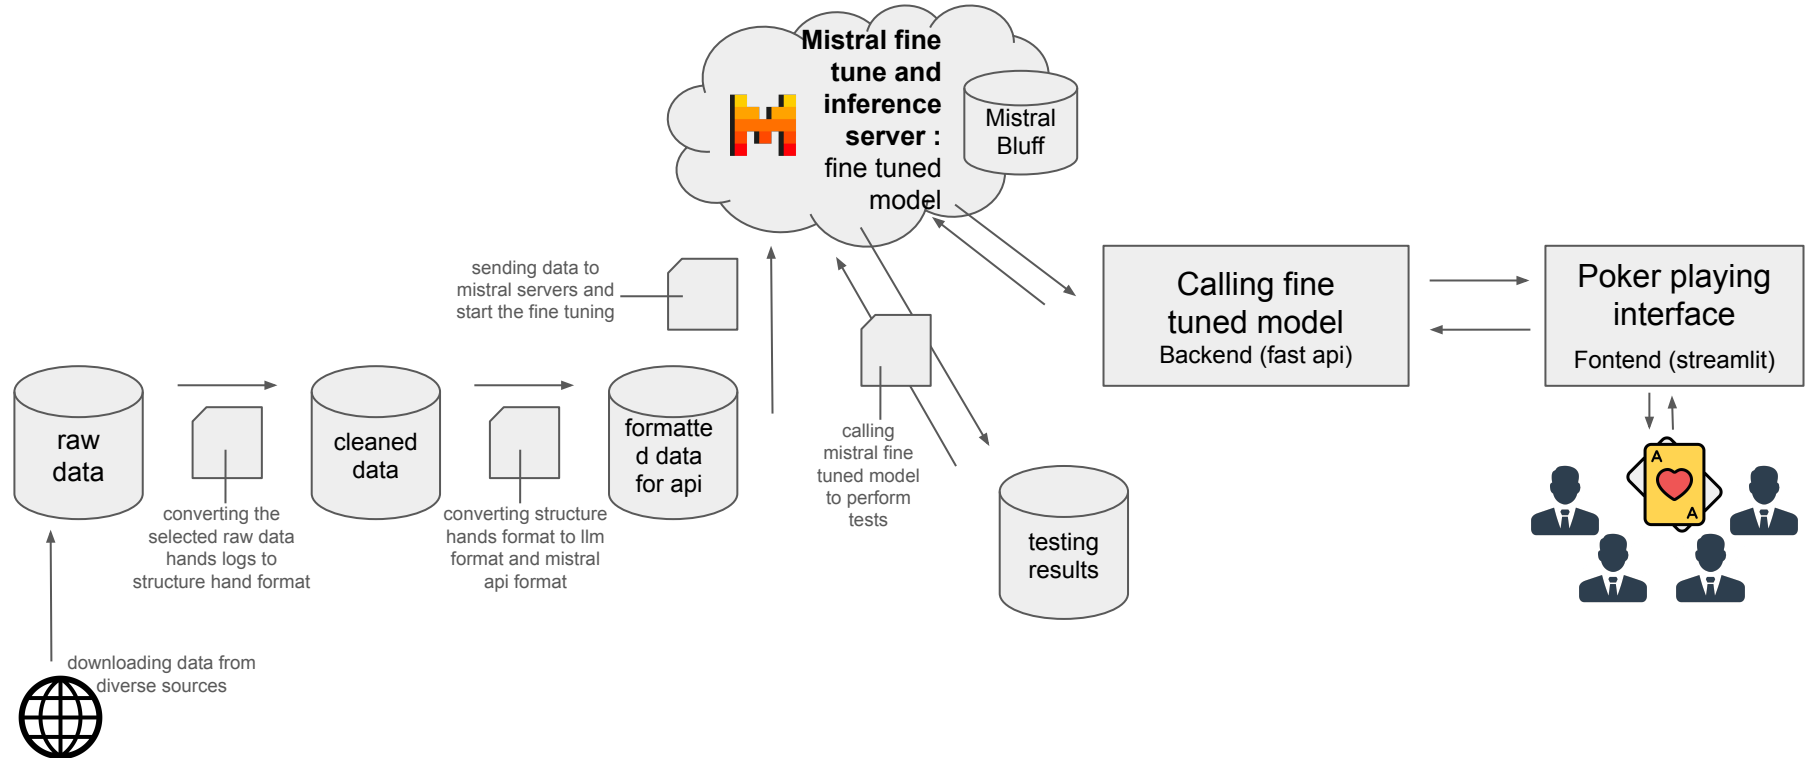 Mistral fine
tune and
inference
server :
fine tuned
model
Mistral
Bluff
sending data to
mistral servers and
start the fine tuning
Calling fine
tuned model
Backend (fast api)
Poker playing
interface
Fontend (streamlit)
raw
data
cleaned
data
formatte
d data
for api
converting the
selected raw data
hands logs to
structure hand format
converting structure
hands format to llm
format and mistral
api format
calling
mistral fine
tuned model
to perform
tests
testing
results
A
A
downloading data from
diverse sources